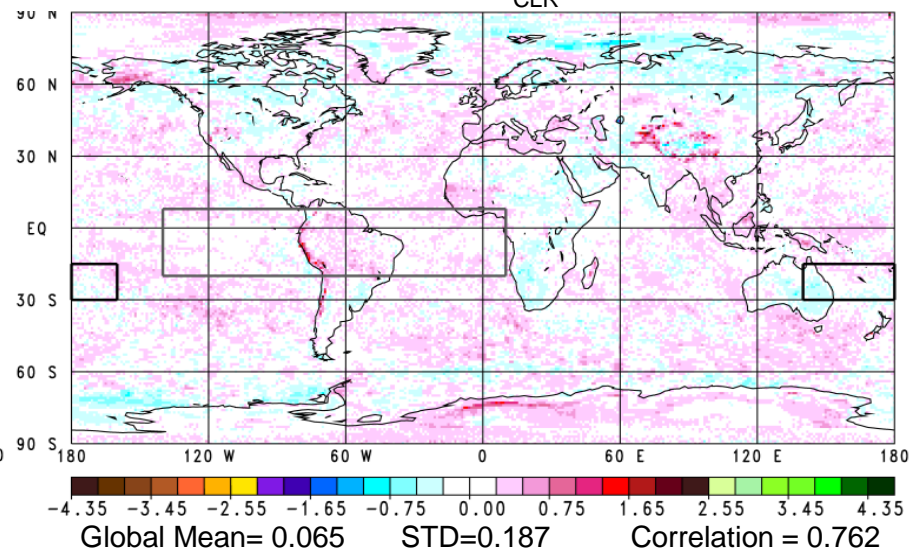 CLR
90 N
60 N
30 N
EQ
30 S
60 S
90 S
180 120 W 60 W 0 60 E 120 E 180
-4.35 -3.45 -2.55 -1.65 -0.75 0.00 0.75 1.65 2.55 3.45 4.35
Global Mean= 0.065 STD=0.187 Correlation = 0.762